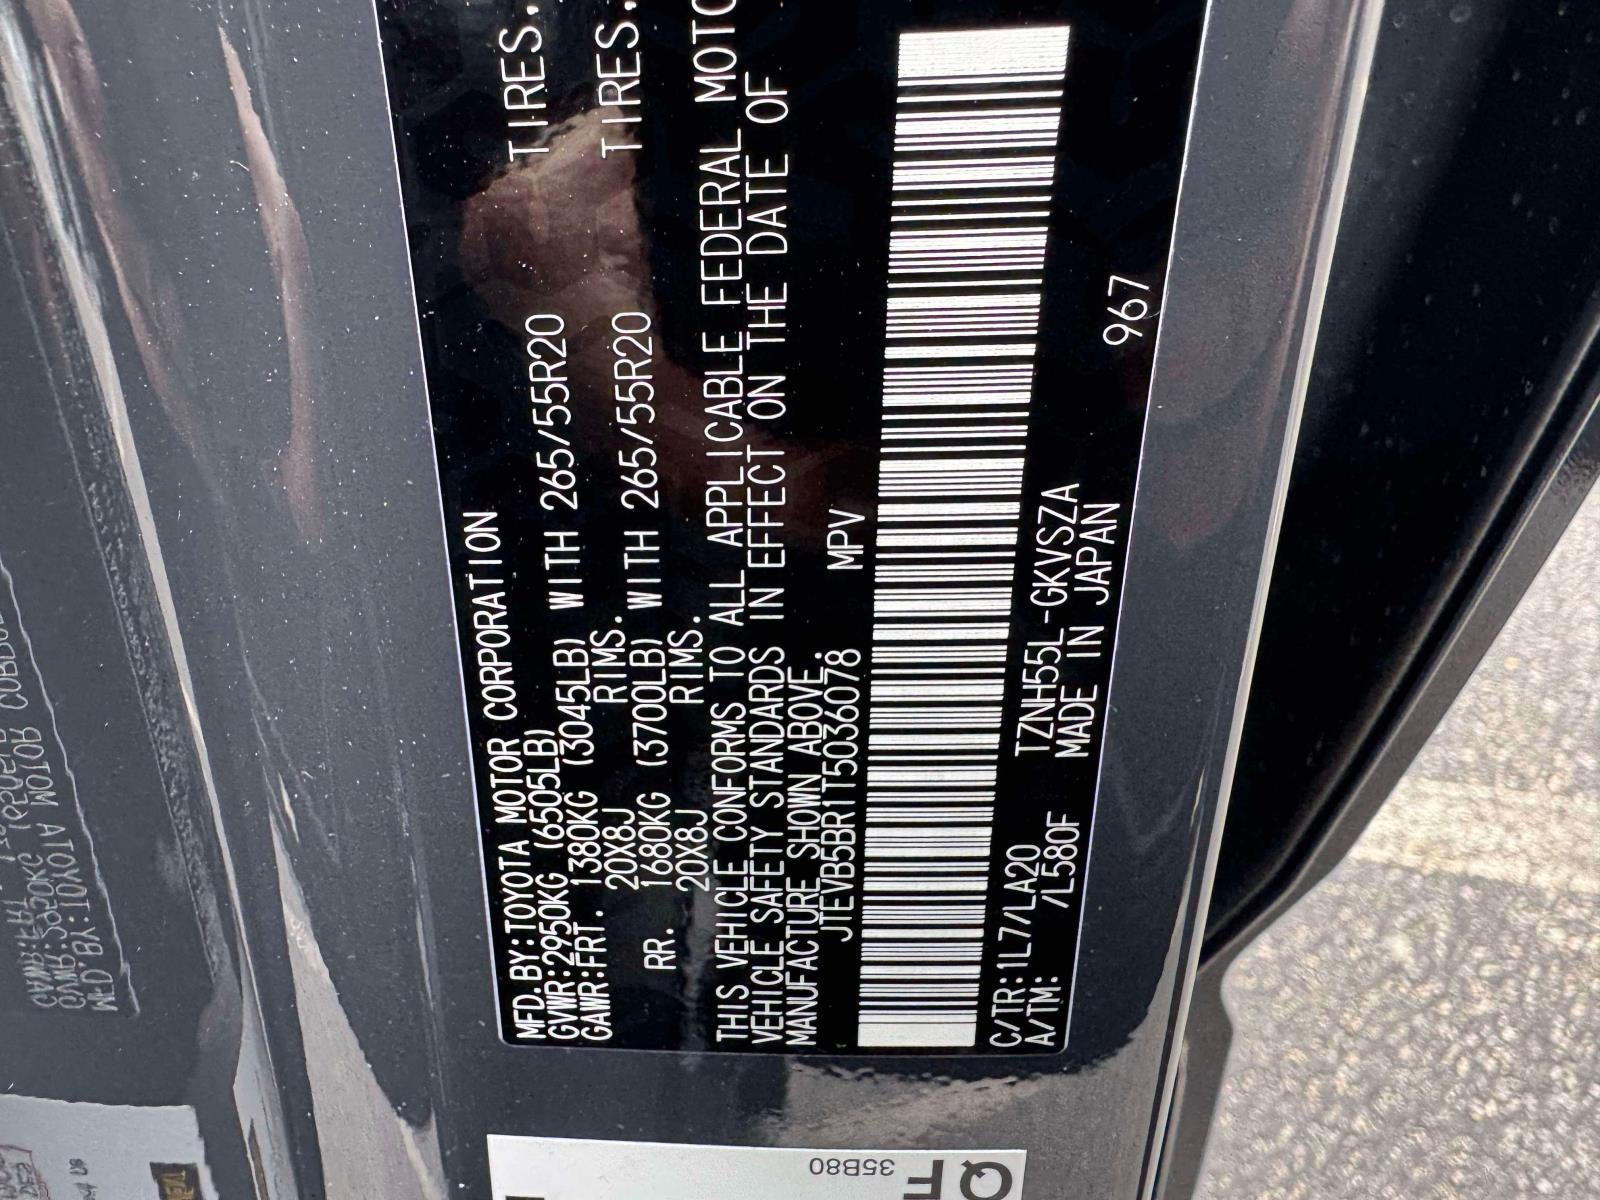 MFD.BY:TOYOTA MOTOR CORPORATION
GVWR:2950KG (6505LB)
GAWR:FRT. 1380KG (3045LB) WITH 265/55R20 TIRES.
20X8J RIMS.
RR. 1680KG (3700LB) WITH 265/55R20 TIRES.
20X8J RIMS.
THIS VEHICLE CONFORMS TO ALL APPLICABLE FEDERAL MOTO
VEHICLE SAFETY STANDARDS IN EFFECT ON THE DATE OF
MANUFACTURE SHOWN ABOVE.
JTEVB5BR1T5036078 MPV
C/TR:1L7/LA20 TZNH55L-GKVSZA
A/TM: /L580F MADE IN JAPAN
967
35B80
QF